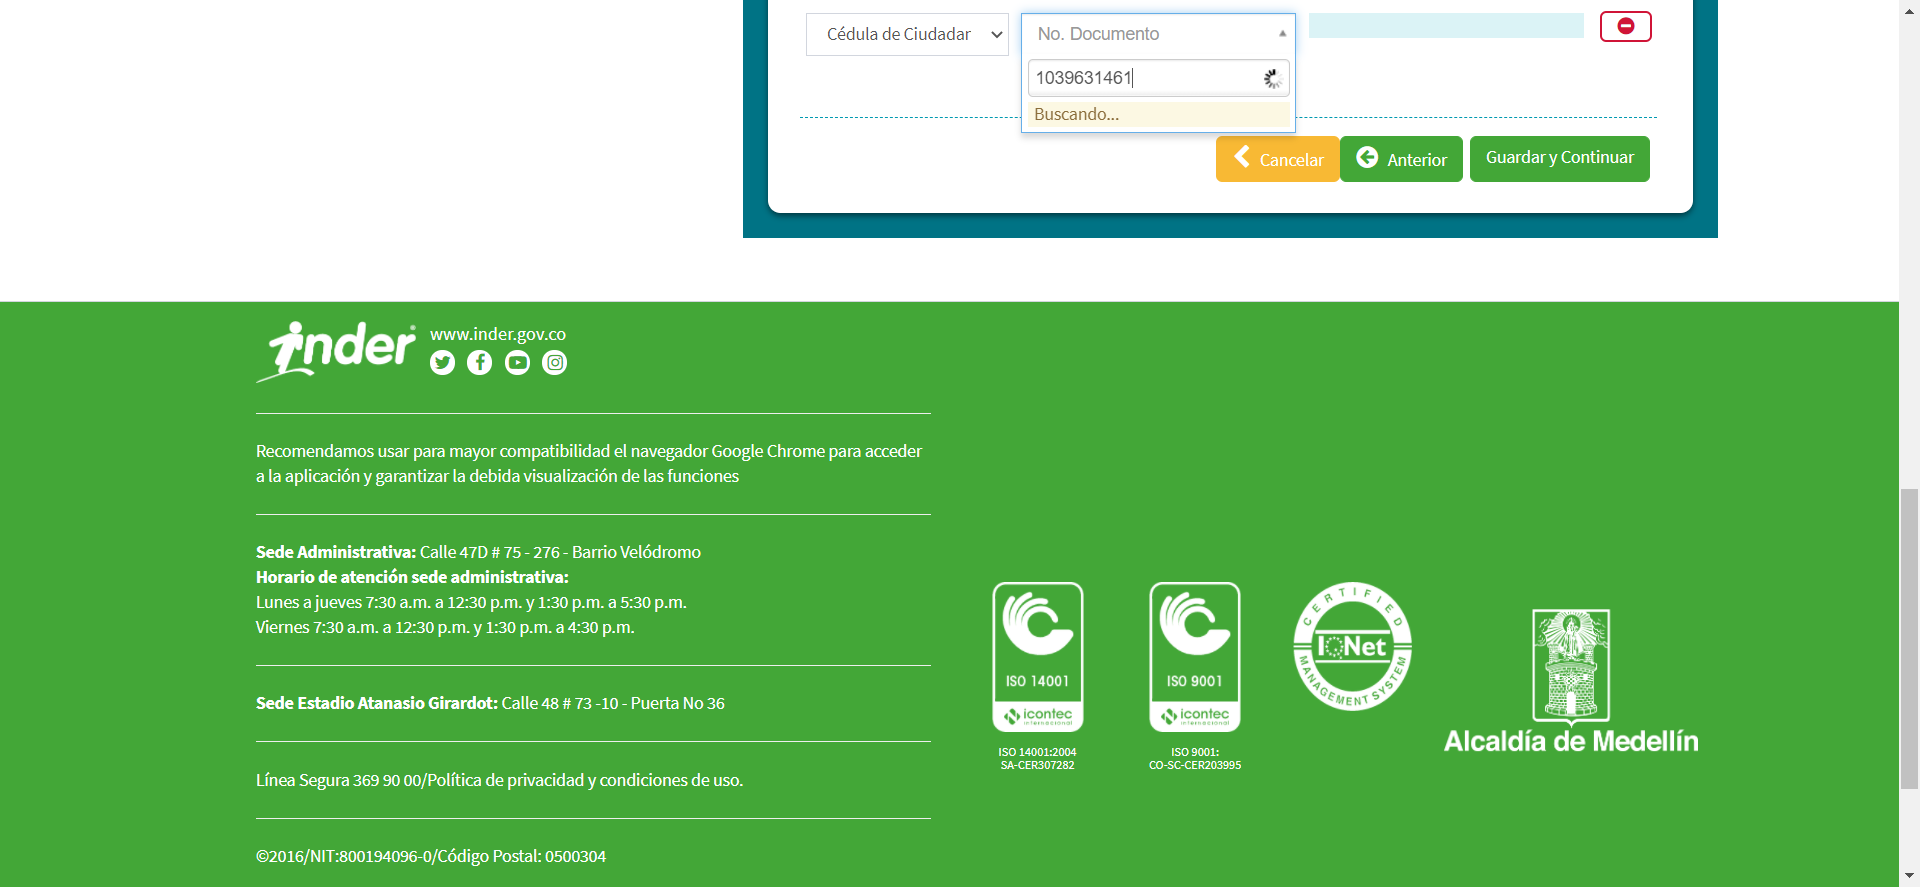 Cédula de Ciudadar
No. Documento
1039631461
Buscando...
Cancelar
Anterior
Guardar y Continuar
inder
www.inder.gov.co
Recomendamos usar para mayor compatibilidad el navegador Google Chrome para acceder
a la aplicación y garantizar la debida visualización de las funciones
Sede Administrativa: Calle 47D # 75 - 276 - Barrio Velódromo
Horario de atención sede administrativa:
Lunes a jueves 7:30 a.m. a 12:30 p.m. y 1:30 p.m. a 5:30 p.m.
Viernes 7:30 a.m. a 12:30 p.m. y 1:30 p.m. a 4:30 p.m.
Sede Estadio Atanasio Girardot: Calle 48 # 73 -10 - Puerta No 36
Línea Segura 369 90 00/Política de privacidad y condiciones de uso.
©2016/NIT:800194096-0/Código Postal: 0500304
ISO 14001
icontec
internacional
ISO 14001:2004
SA-CER307282
ISO 9001
icontec
internacional
ISO 9001:
CO-SC-CER203995
CERTIFIED
IQNet
MANAGEMENT SYSTEM
Alcaldía de Medellín